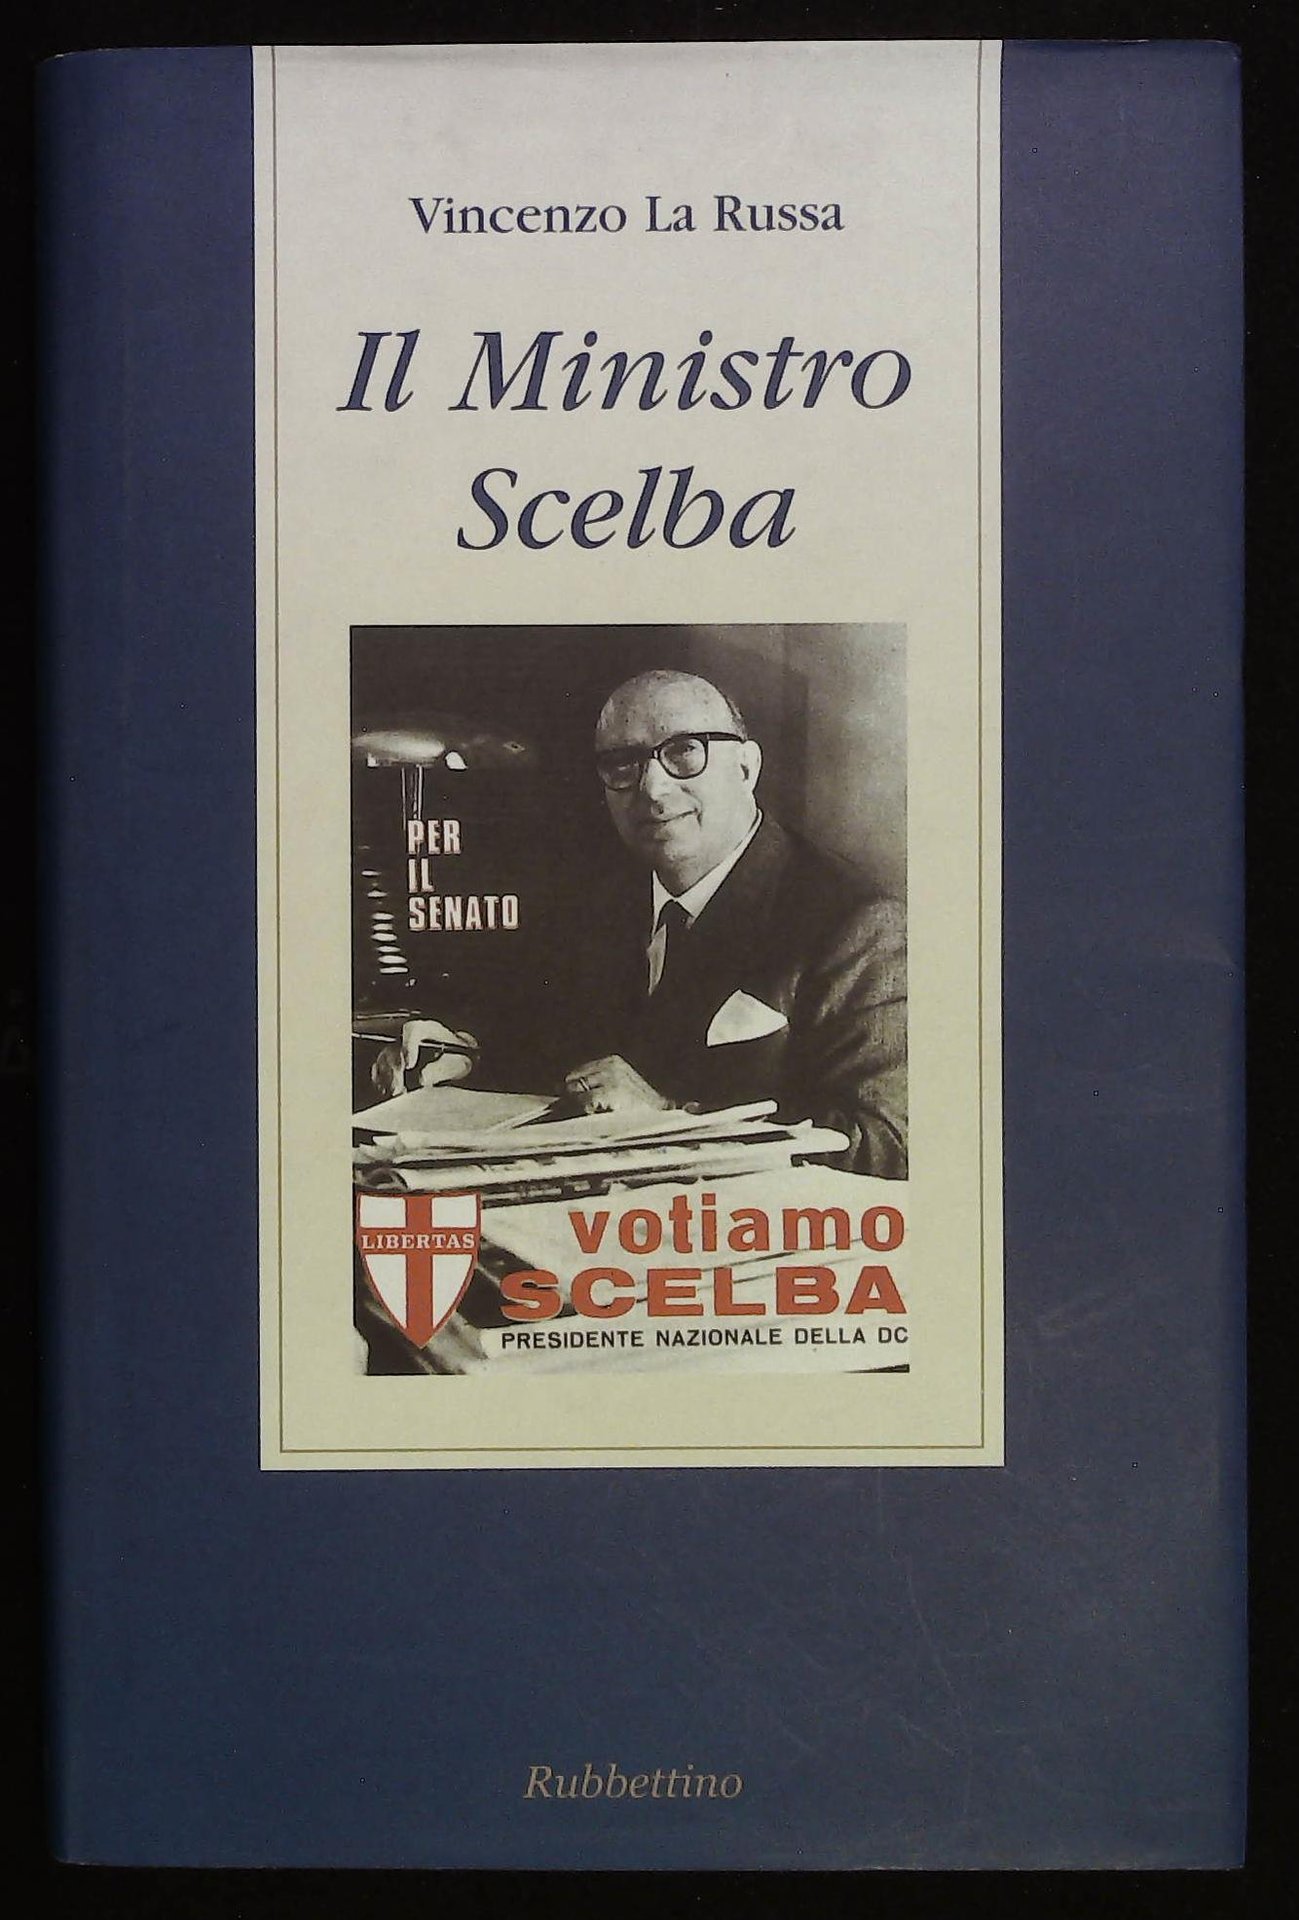 Vincenzo La Russa
Il Ministro
Scelba
PER
IL
SENATO
LIBERTAS
votiamo
SCELBA
PRESIDENTE NAZIONALE DELLA DC
Rubbettino